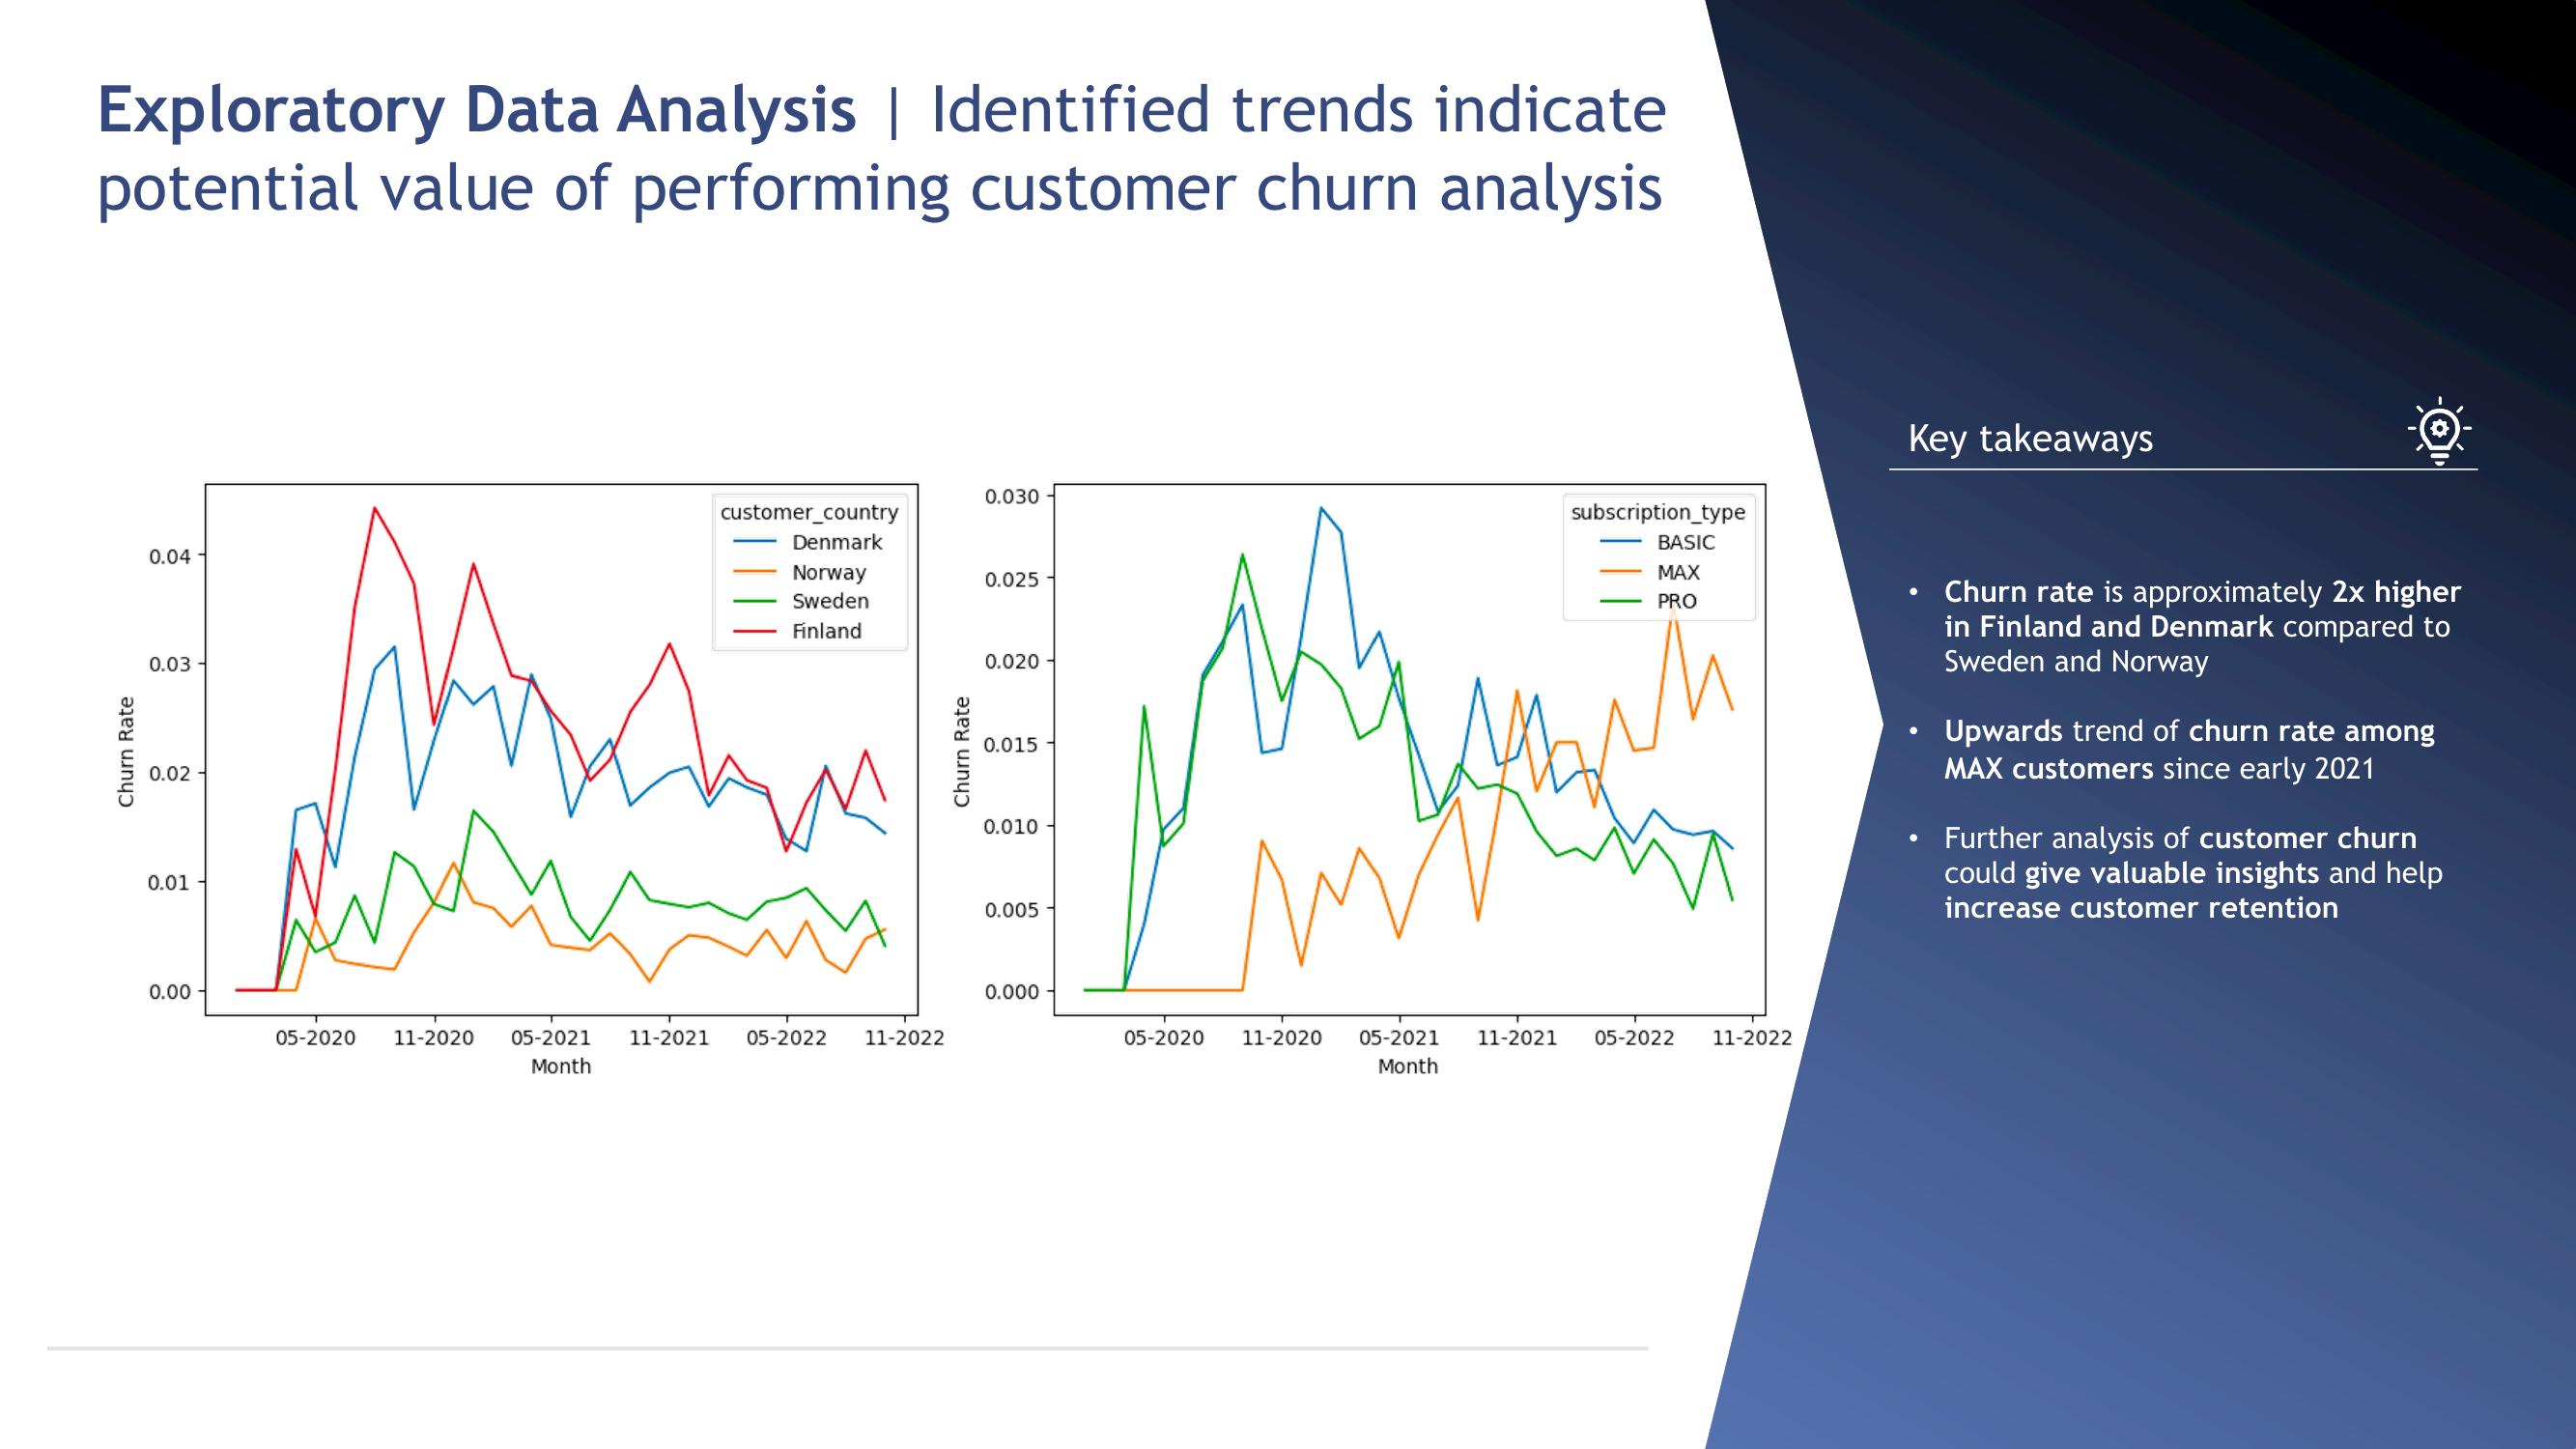 Exploratory Data Analysis | Identified trends indicate
potential value of performing customer churn analysis
customer_country
Denmark
Norway
Sweden
Finland
0.04
0.03
0.02
0.01
0.00
Churn Rate
05-2020 11-2020 05-2021 11-2021 05-2022 11-2022
Month
subscription_type
BASIC
MAX
PRO
0.030
0.025
0.020
0.015
0.010
0.005
0.000
Churn Rate
05-2020 11-2020 05-2021 11-2021 05-2022 11-2022
Month
Key takeaways
• Churn rate is approximately 2x higher
in Finland and Denmark compared to
Sweden and Norway
• Upwards trend of churn rate among
MAX customers since early 2021
• Further analysis of customer churn
could give valuable insights and help
increase customer retention